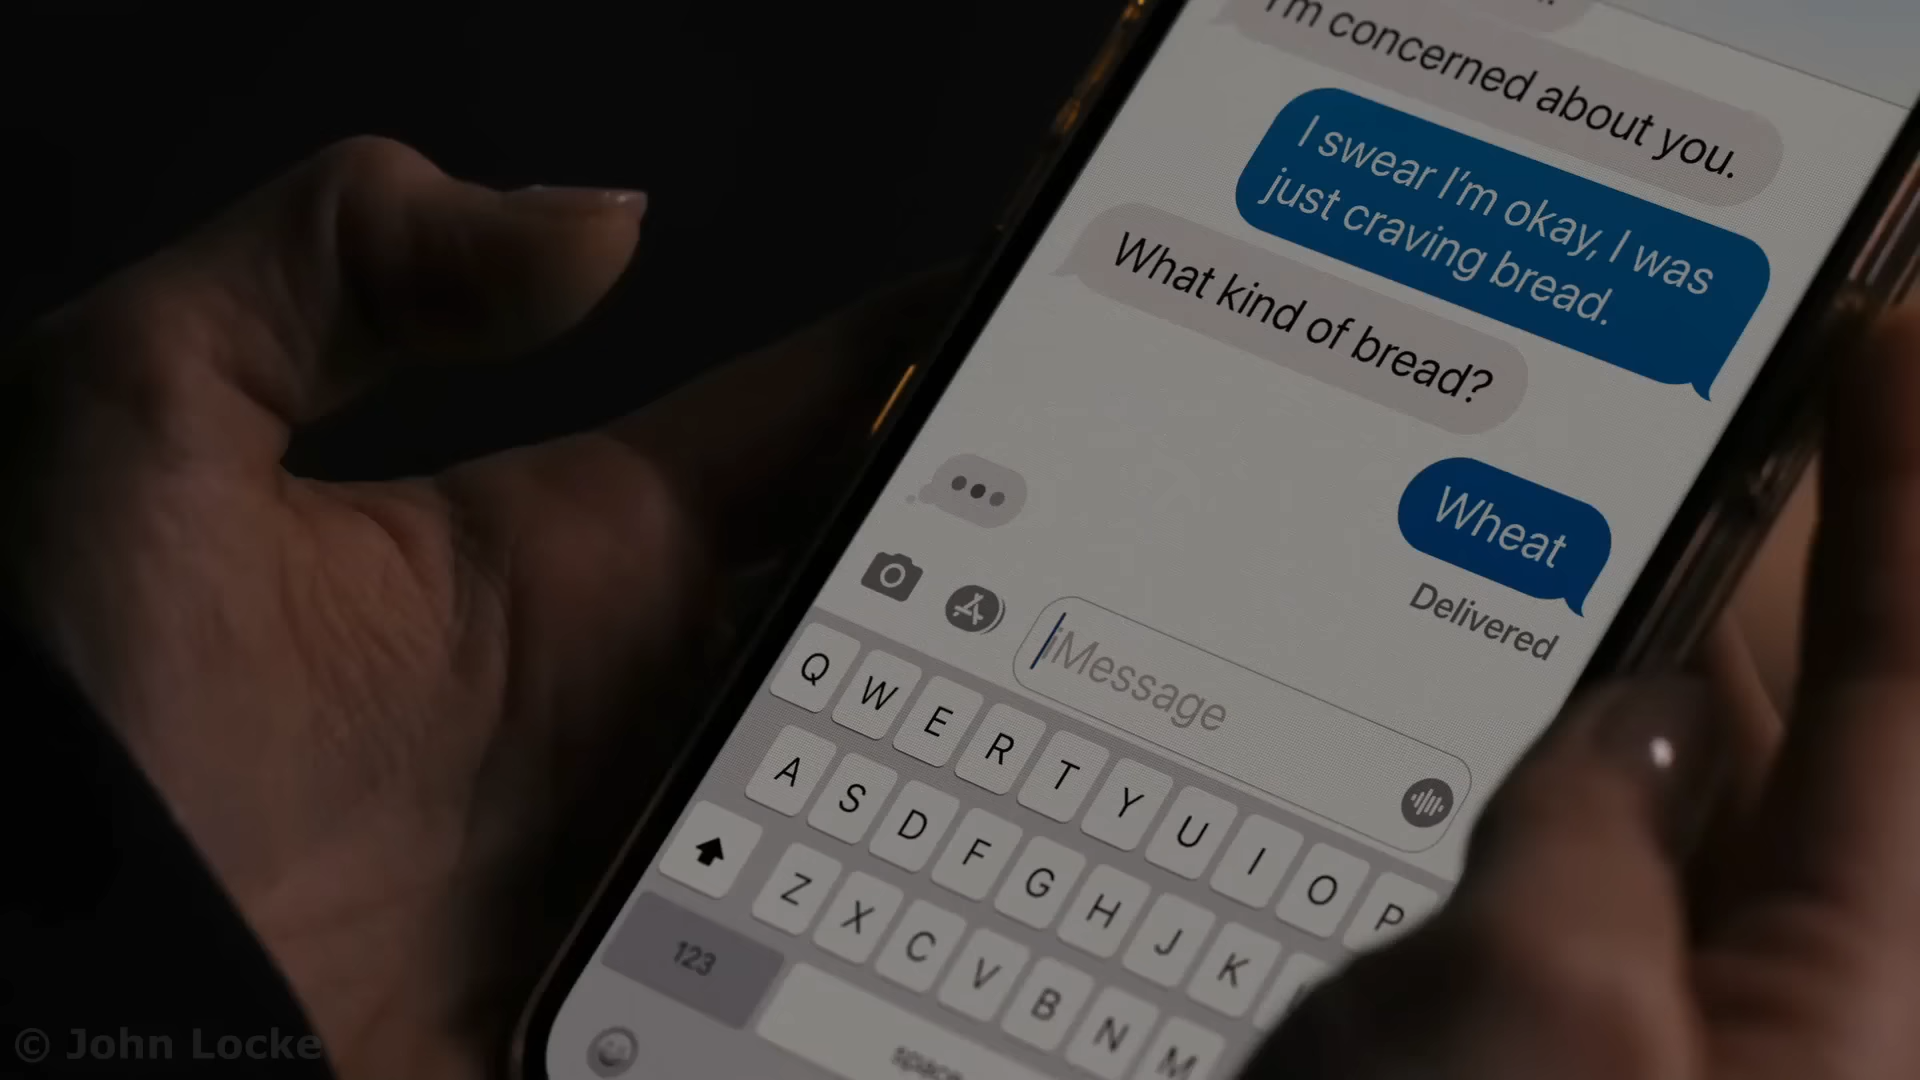 I'm concerned about you.
I swear I'm okay, I was
just craving bread.
What kind of bread?
Wheat
Delivered
iMessage
Q W E R T Y U I O P
A S D F G H J K
Z X C V B N M
123
space
© John Locke